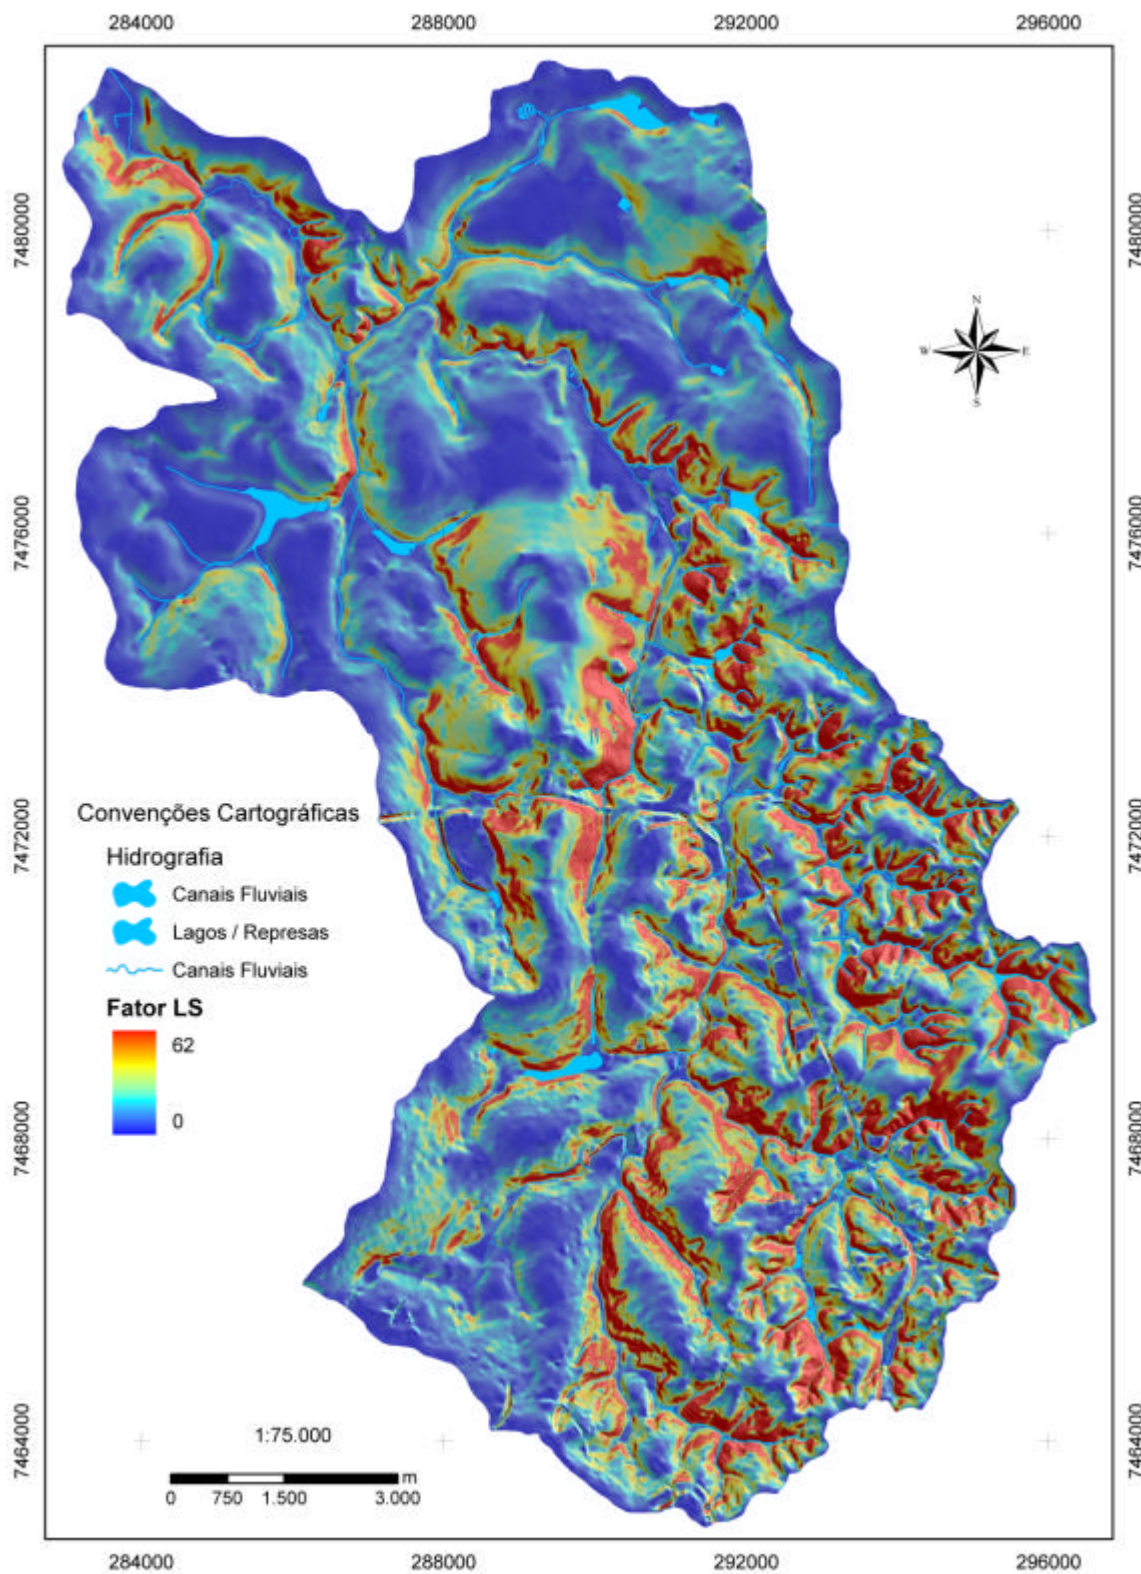 284000 288000 292000 296000
7480000 7480000
N
W E
S
7476000 7476000
7472000 7472000
Convenções Cartográficas
Hidrografia
Canais Fluviais
Lagos / Represas
Canais Fluviais
Fator LS
62
0
7468000 7468000
7464000 7464000
1:75.000
m
0 750 1.500 3.000
284000 288000 292000 296000